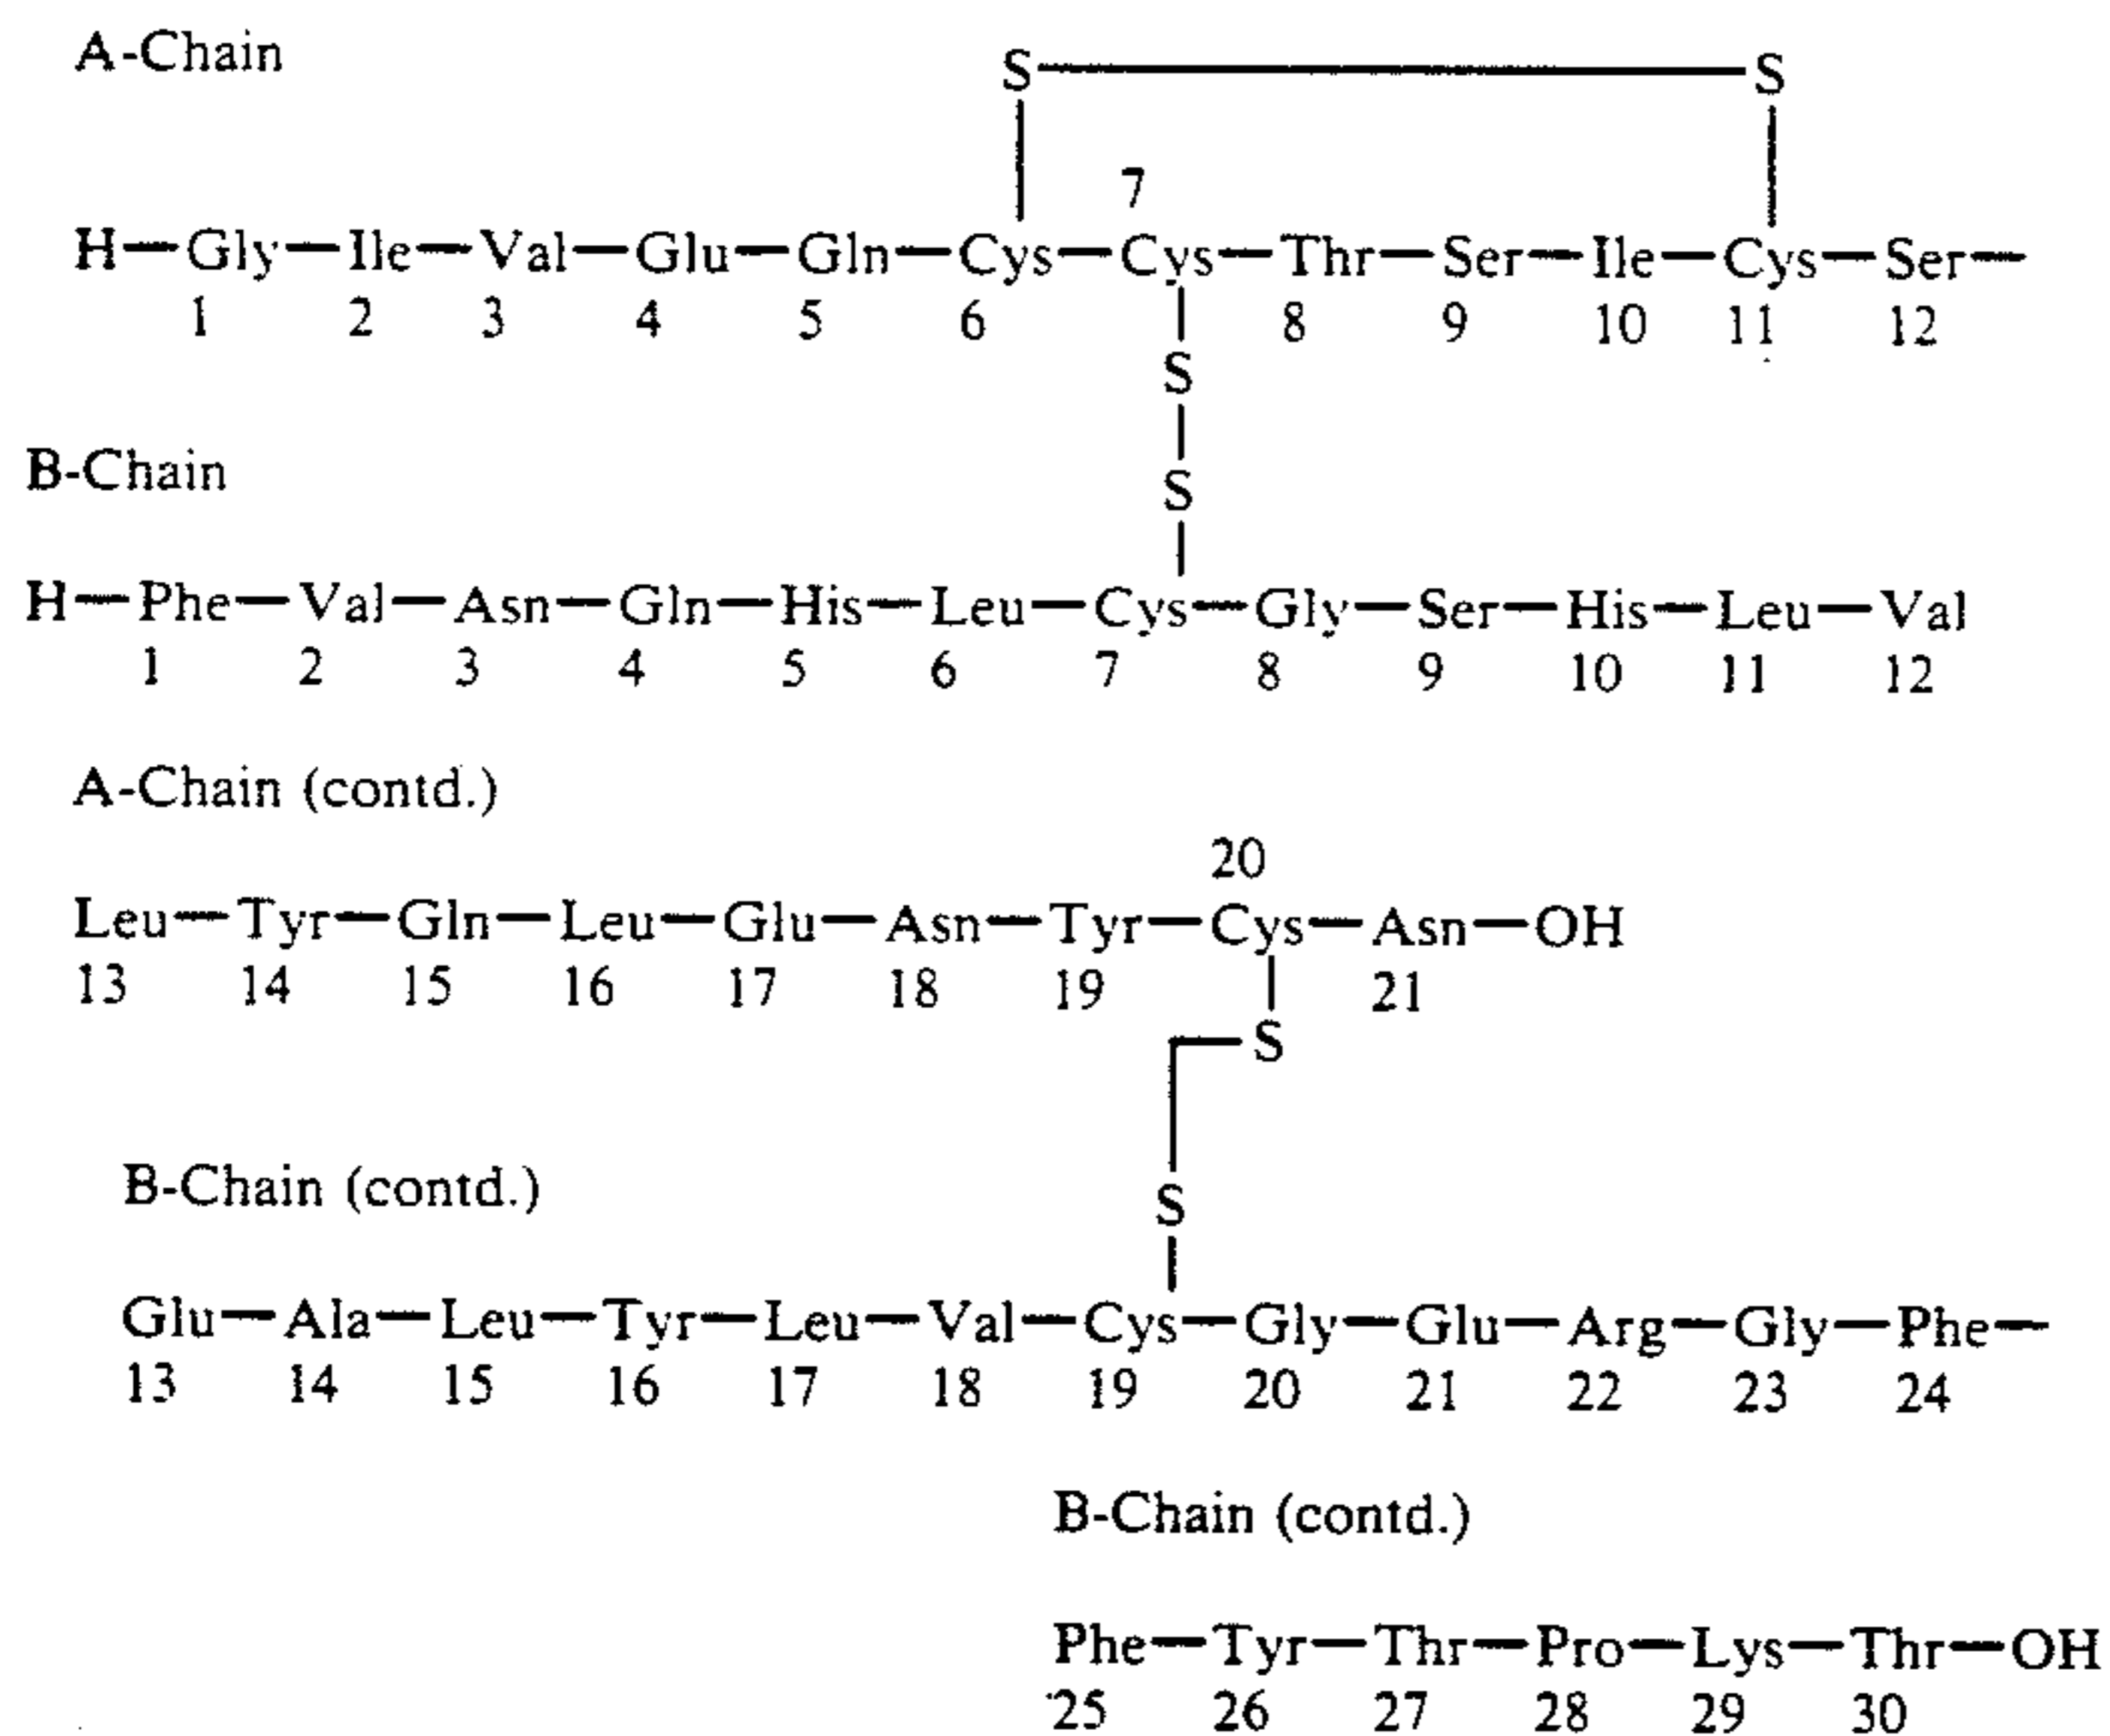 A-Chain
S S
7
H—Gly—Ile—Val—Glu—Gln—Cys—Cys—Thr—Ser—Ile—Cys—Ser—
1 2 3 4 5 6 8 9 10 11 12
S
B-Chain
S
H—Phe—Val—Asn—Gln—His—Leu—Cys—Gly—Ser—His—Leu—Val
1 2 3 4 5 6 7 8 9 10 11 12
A-Chain (contd.)
20
Leu—Tyr—Gln—Leu—Glu—Asn—Tyr—Cys—Asn—OH
13 14 15 16 17 18 19 21
S
B-Chain (contd.)
S
Glu—Ala—Leu—Tyr—Leu—Val—Cys—Gly—Glu—Arg—Gly—Phe—
13 14 15 16 17 18 19 20 21 22 23 24
B-Chain (contd.)
Phe—Tyr—Thr—Pro—Lys—Thr—OH
25 26 27 28 29 30